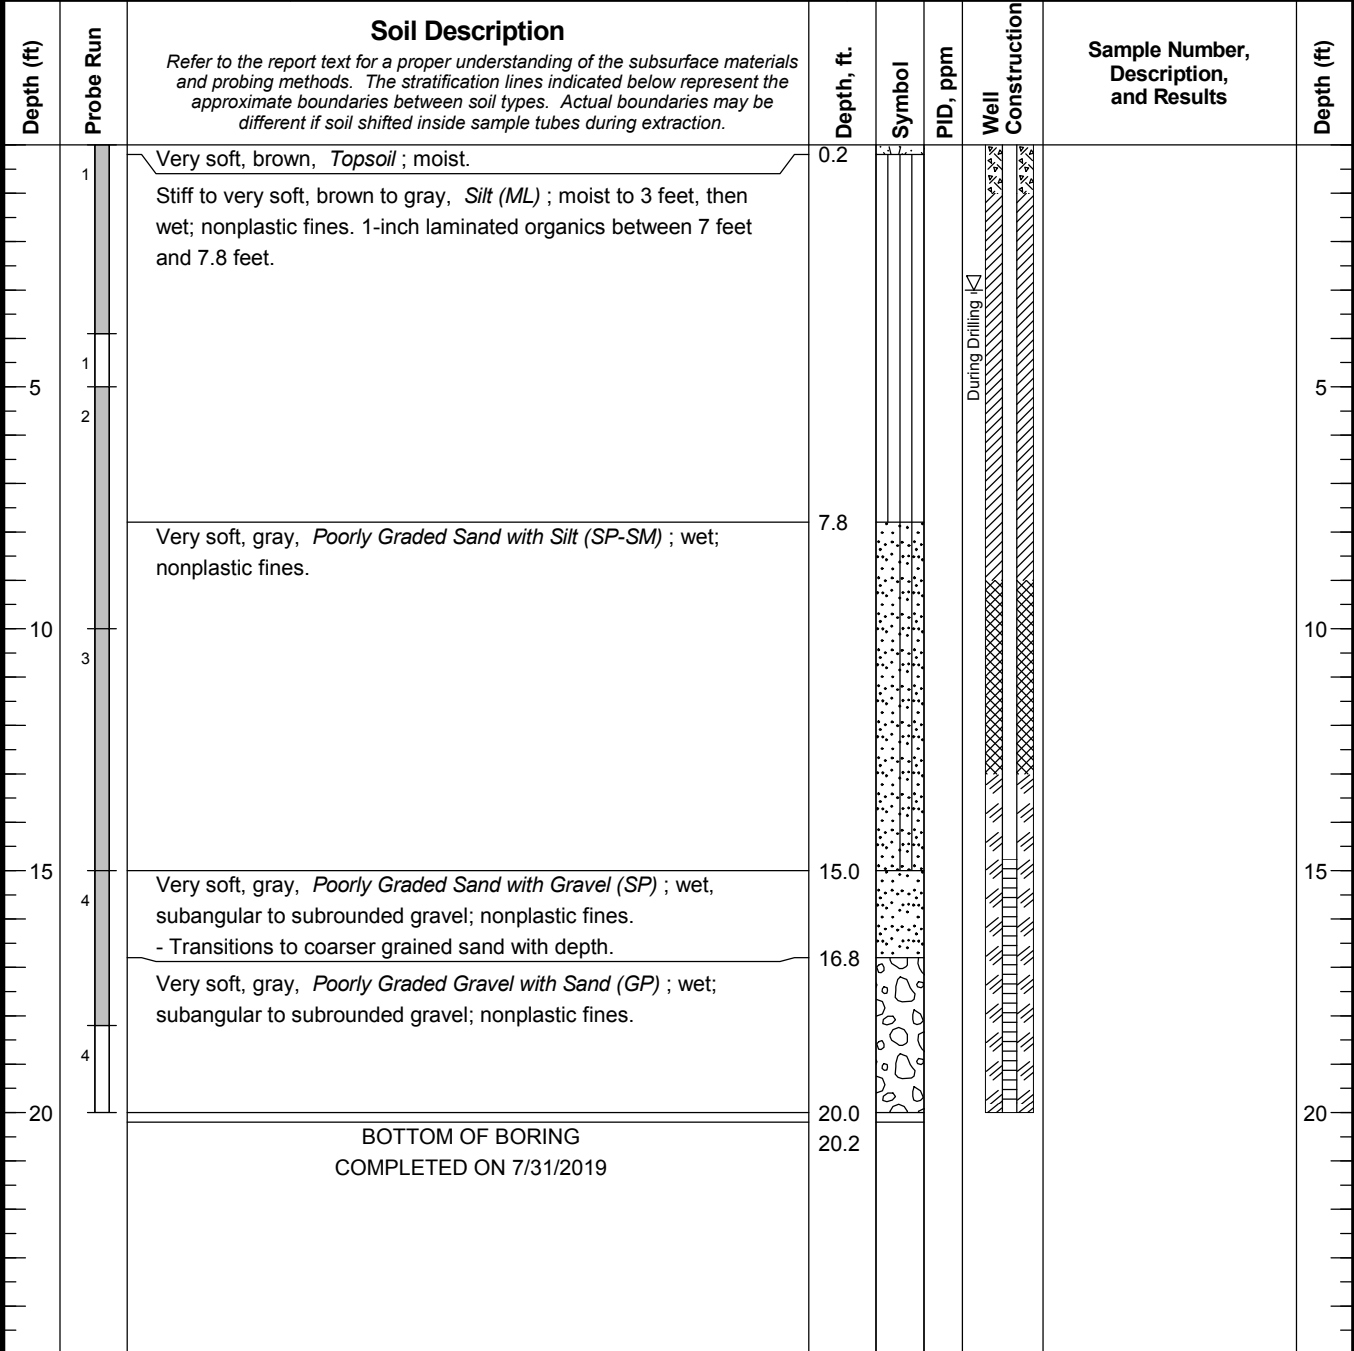 Depth (ft)
Probe Run
Soil Description
Refer to the report text for a proper understanding of the subsurface materials
and probing methods. The stratification lines indicated below represent the
approximate boundaries between soil types. Actual boundaries may be
different if soil shifted inside sample tubes during extraction.
Depth, ft.
Symbol
PID, ppm
Well
Construction
Sample Number,
Description,
and Results
Depth (ft)
Very soft, brown, Topsoil ; moist.
0.2
1
Stiff to very soft, brown to gray, Silt (ML) ; moist to 3 feet, then
wet; nonplastic fines. 1-inch laminated organics between 7 feet
and 7.8 feet.
During Drilling
1
5
5
2
7.8
Very soft, gray, Poorly Graded Sand with Silt (SP-SM) ; wet;
nonplastic fines.
10
10
3
15
15.0
15
Very soft, gray, Poorly Graded Sand with Gravel (SP) ; wet,
4
subangular to subrounded gravel; nonplastic fines.
- Transitions to coarser grained sand with depth.
16.8
Very soft, gray, Poorly Graded Gravel with Sand (GP) ; wet;
subangular to subrounded gravel; nonplastic fines.
4
20
20.0
20
BOTTOM OF BORING
20.2
COMPLETED ON 7/31/2019